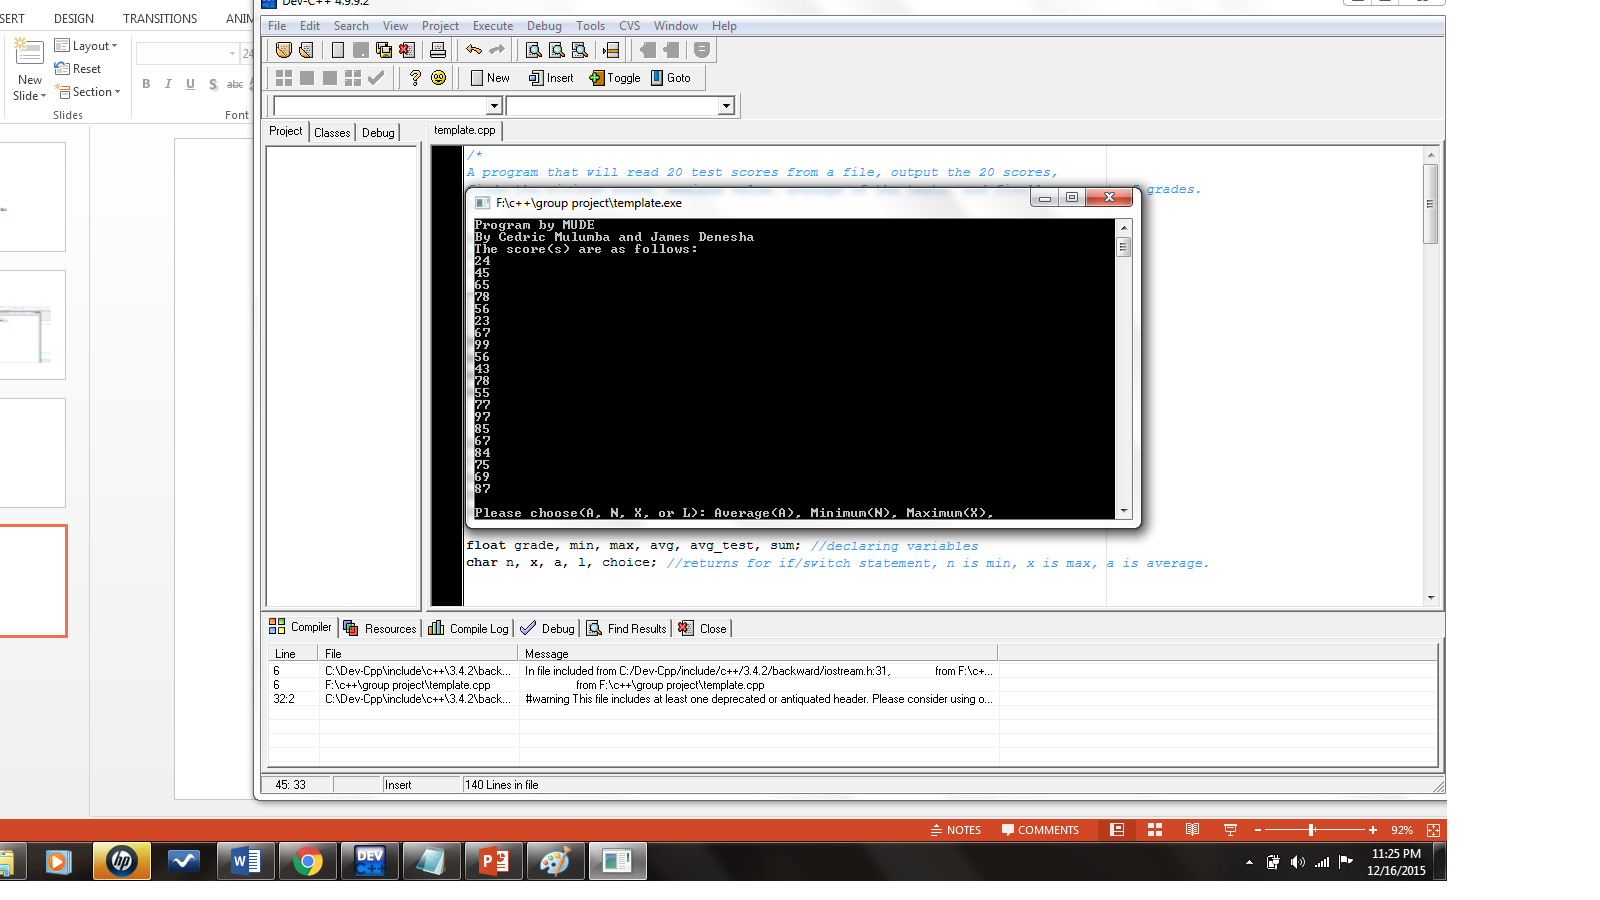 Dev-C++ 4.9.9.2
SERT DESIGN TRANSITIONS ANIM
File Edit Search View Project Execute Debug Tools CVS Window Help
Layout
Reset
Section
New
Slide
Slides
24
B I U S abc
Font
New Insert Toggle Goto
Project Classes Debug
template.cpp
/*
A program that will read 20 test scores from a file, output the 20 scores,
grades.
F:\c++\group project\template.exe
Program by MUDE
By Cedric Mulumba and James Denesha
The score(s) are as follows:
24
45
65
78
56
23
67
99
56
43
78
55
77
97
85
67
84
75
69
87
Please choose(A, N, X, or L): Average(A), Minimum(N), Maximum(X),
float grade, min, max, avg, avg_test, sum; //declaring variables
char n, x, a, l, choice; //returns for if/switch statement, n is min, x is max, a is average.
Compiler Resources Compile Log Debug Find Results Close
Line File Message
6 C:\Dev-Cpp\include\c++\3.4.2\back... In file included from C:/Dev-Cpp/include/c++/3.4.2/backward/iostream.h:31, from F:\c+...
6 F:\c++\group project\template.cpp from F:\c++\group project\template.cpp
32:2 C:\Dev-Cpp\include\c++\3.4.2\back... #warning This file includes at least one deprecated or antiquated header. Please consider using o...
45: 33 Insert 140 Lines in file
NOTES COMMENTS 92%
hp W DEV C++ P
11:25 PM
12/16/2015